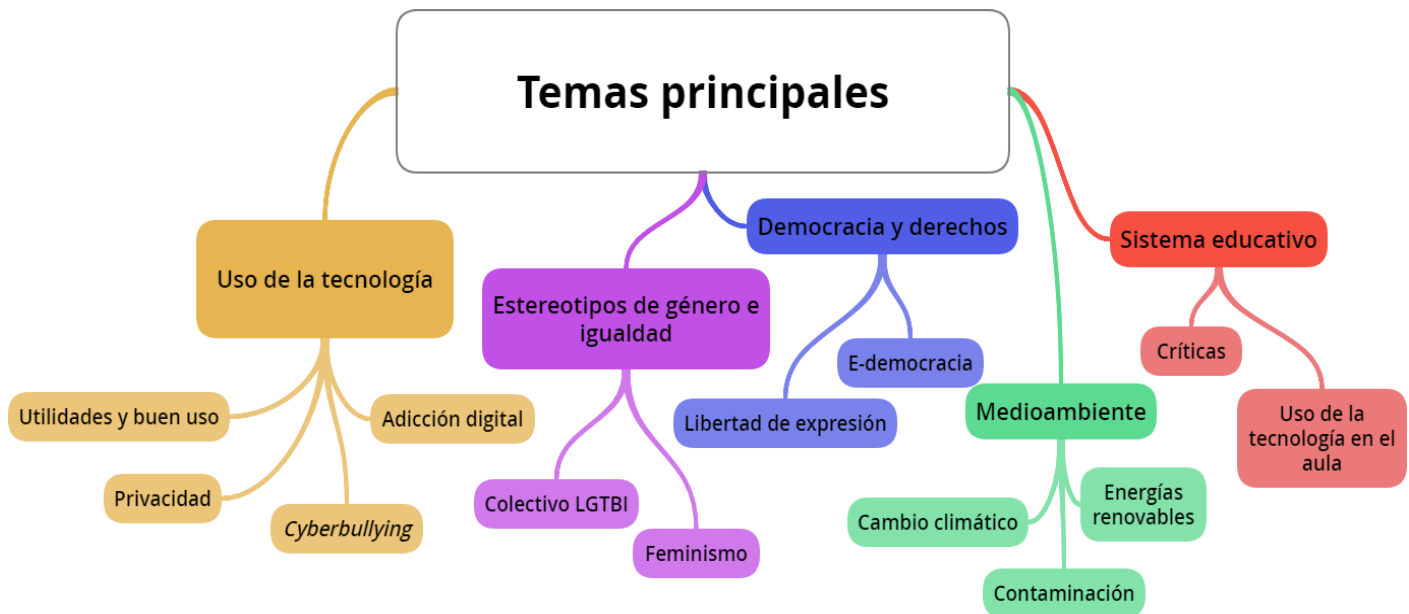 Temas principales
Uso de la tecnología
Utilidades y buen uso
Privacidad
Cyberbullying
Adicción digital
Estereotipos de género e
igualdad
Colectivo LGTBI
Feminismo
Democracia y derechos
Libertad de expresión
E-democracia
Medioambiente
Cambio climático
Contaminación
Energías
renovables
Sistema educativo
Críticas
Uso de la
tecnología en el
aula